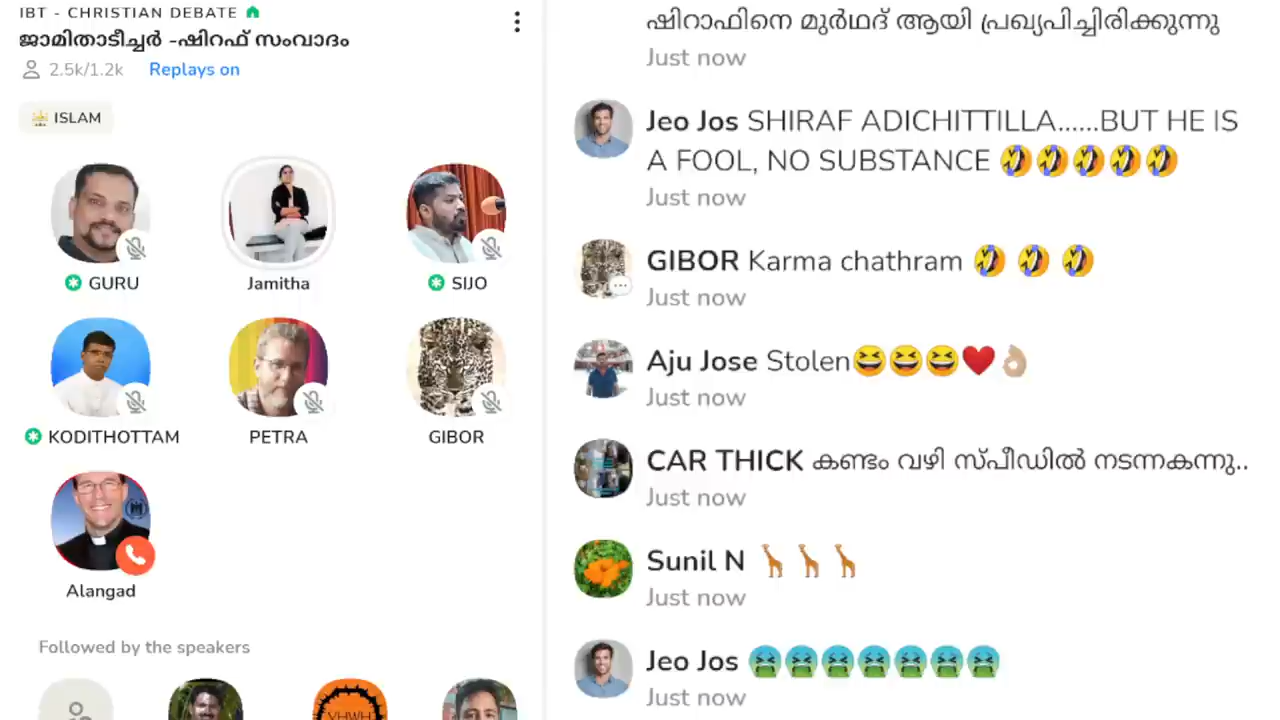 IBT - CHRISTIAN DEBATE
ജാമിതാടീച്ചർ -ഷിറഫ് സംവാദം
2.5k/1.2k Replays on
ISLAM
GURU Jamitha SIJO
KODITHOTTAM PETRA GIBOR
Alangad
Followed by the speakers
YHWH
ഷിറാഫിനെ മുർഥദ് ആയി പ്രഖ്യപിച്ചിരിക്കുന്നു
Just now
Jeo Jos SHIRAF ADICHITTILLA......BUT HE IS
A FOOL, NO SUBSTANCE 🤣🤣🤣🤣🤣
Just now
GIBOR Karma chathram 🤣 🤣 🤣
Just now
Aju Jose Stolen😆😆😆❤️👌🏼
Just now
CAR THICK കണ്ടം വഴി സ്പീഡിൽ നടന്നകന്നു..
Just now
Sunil N 🦒🦒🦒
Just now
Jeo Jos 🤮🤮🤮🤮🤮🤮🤮
Just now